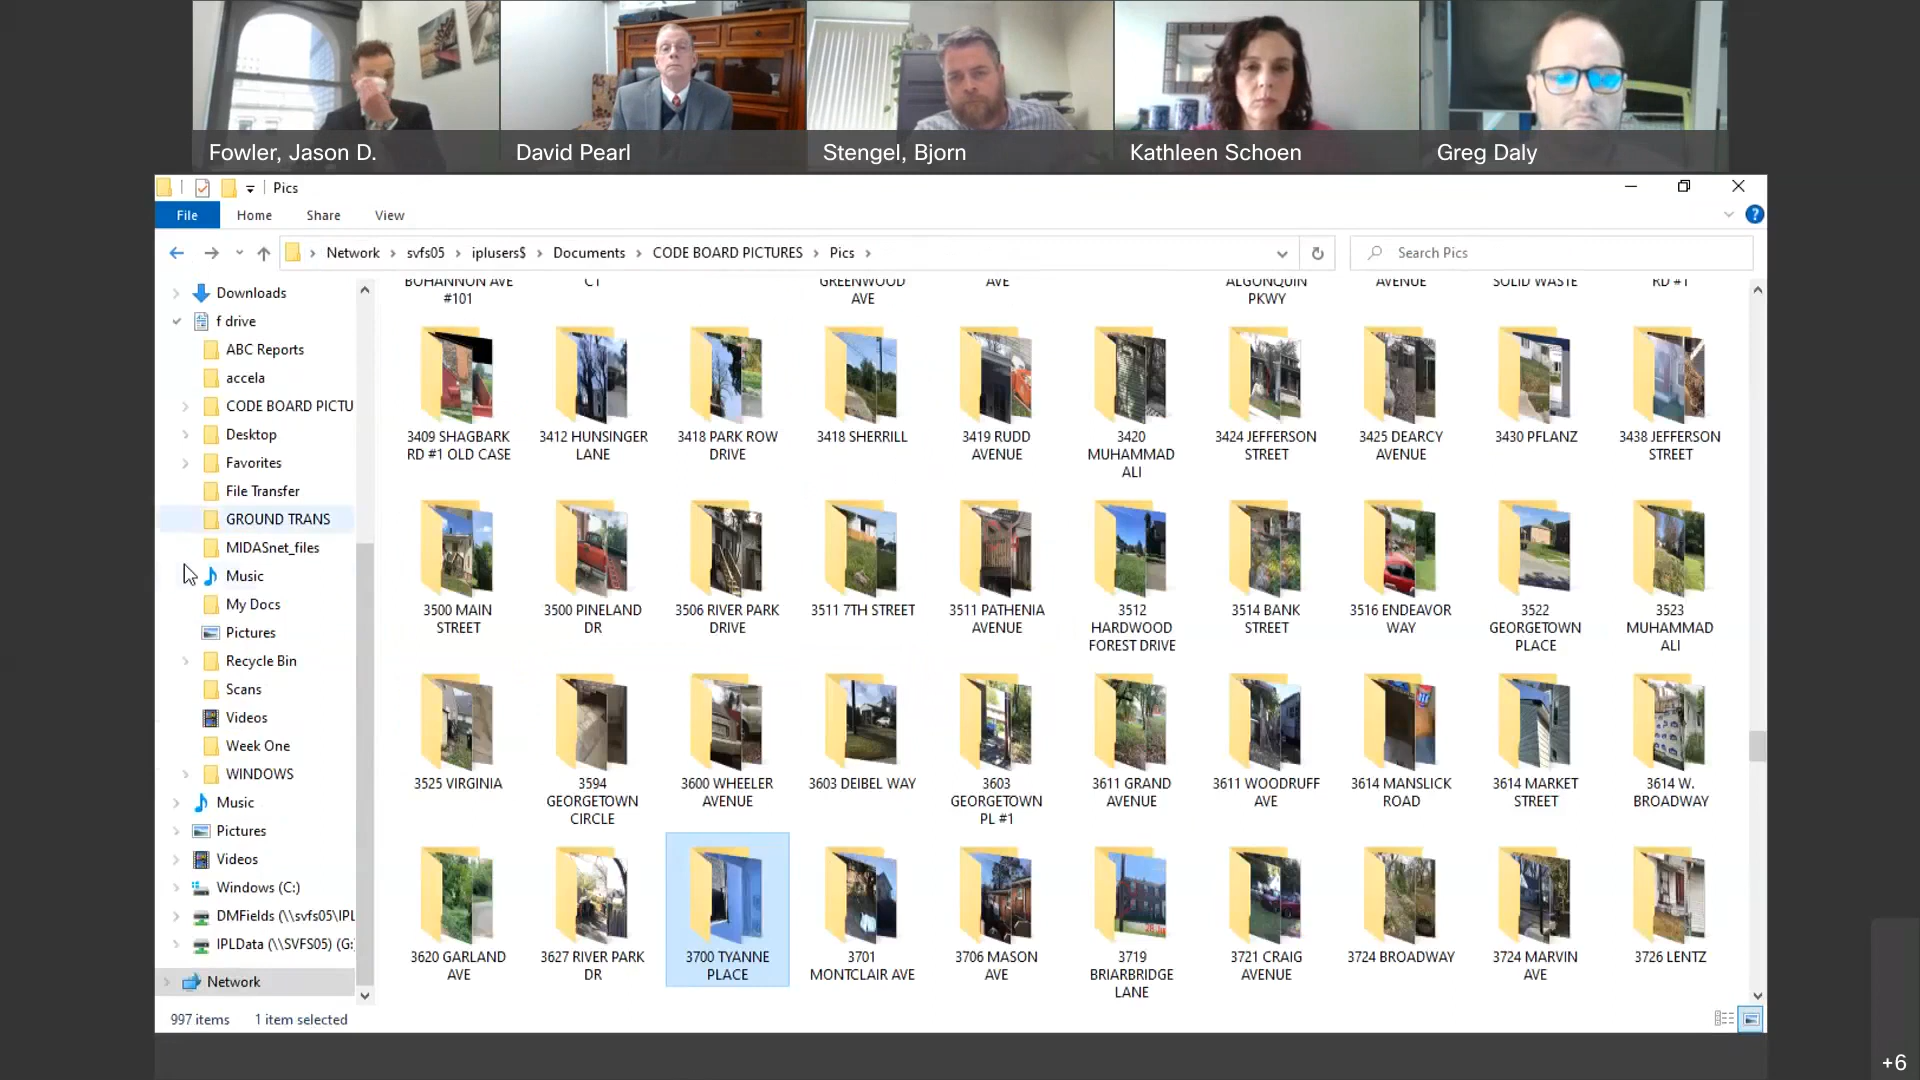 Fowler, Jason D.
David Pearl
Stengel, Bjorn
Kathleen Schoen
Greg Daly
Pics
File
Home
Share
View
Network
svfs05
iplusers$
Documents
CODE BOARD PICTURES
Pics
Search Pics
Downloads
f drive
ABC Reports
accela
CODE BOARD PICTU
Desktop
Favorites
File Transfer
GROUND TRANS
MIDASnet_files
Music
My Docs
Pictures
Recycle Bin
Scans
Videos
Week One
WINDOWS
Music
Pictures
Videos
Windows (C:)
DMFields (\\svfs05\IPL
IPLData (\\SVFS05) (G:
Network
BOHANNON AVE
#101
CT
GREENWOOD
AVE
AVE
ALGONQUIN
PKWY
AVENUE
SOLID WASTE
RD #1
3409 SHAGBARK
RD #1 OLD CASE
3412 HUNSINGER
LANE
3418 PARK ROW
DRIVE
3418 SHERRILL
3419 RUDD
AVENUE
3420
MUHAMMAD
ALI
3424 JEFFERSON
STREET
3425 DEARCY
AVENUE
3430 PFLANZ
3438 JEFFERSON
STREET
3500 MAIN
STREET
3500 PINELAND
DR
3506 RIVER PARK
DRIVE
3511 7TH STREET
3511 PATHENIA
AVENUE
3512
HARDWOOD
FOREST DRIVE
3514 BANK
STREET
3516 ENDEAVOR
WAY
3522
GEORGETOWN
PLACE
3523
MUHAMMAD
ALI
3525 VIRGINIA
3594
GEORGETOWN
CIRCLE
3600 WHEELER
AVENUE
3603 DEIBEL WAY
3603
GEORGETOWN
PL #1
3611 GRAND
AVENUE
3611 WOODRUFF
AVE
3614 MANSLICK
ROAD
3614 MARKET
STREET
3614 W.
BROADWAY
3620 GARLAND
AVE
3627 RIVER PARK
DR
3700 TYANNE
PLACE
3701
MONTCLAIR AVE
3706 MASON
AVE
3719
BRIARBRIDGE
LANE
3721 CRAIG
AVENUE
3724 BROADWAY
3724 MARVIN
AVE
3726 LENTZ
997 items
1 item selected
+6